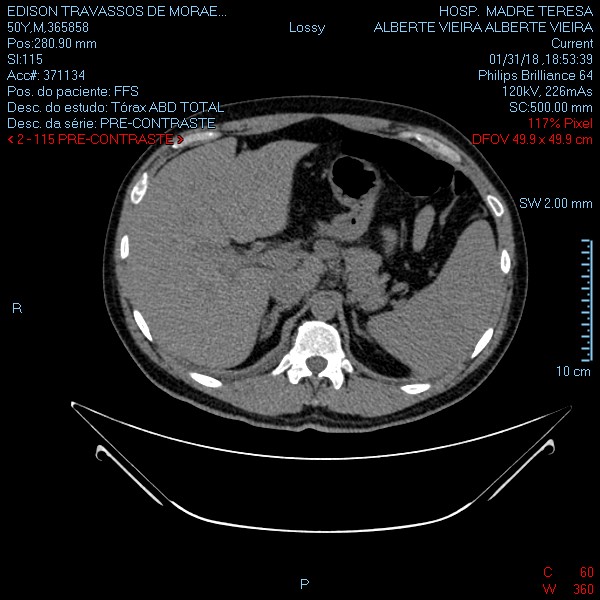 EDISON TRAVASSOS DE MORAE...
50Y,M,365858
Pos:280.90 mm
SI:115
Acc#: 371134
Pos. do paciente: FFS
Desc. do estudo: Tórax ABD TOTAL
Desc. da série: PRE-CONTRASTE
< 2 - 115 PRE-CONTRASTE >
Lossy
HOSP. MADRE TERESA
ALBERTE VIEIRA ALBERTE VIEIRA
Current
01/31/18 ,18:53:39
Philips Brilliance 64
120kV, 226mAs
SC:500.00 mm
117% Pixel
DFOV 49.9 x 49.9 cm
SW 2.00 mm
R
10 cm
P
C 60
W 360